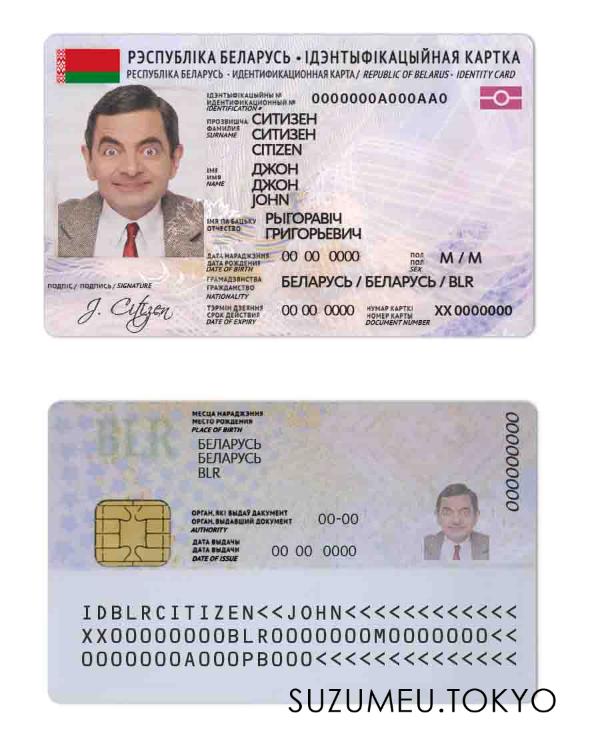 РЭСПУБЛІКА БЕЛАРУСЬ • ІДЭНТЫФІКАЦЫЙНАЯ КАРТКА
РЕСПУБЛИКА БЕЛАРУСЬ - ИДЕНТИФИКАЦИОННАЯ КАРТА / REPUBLIC OF BELARUS - IDENTITY CARD
ІДЭНТЫФІКАЦЫЙНЫ №
ИДЕНТИФИКАЦИОННЫЙ №
IDENTIFICATION •
0000000A000AA0
ПРОЗВІШЧА
ФАМИЛИЯ
SURNAME
СИТИЗЕН
СИТИЗЕН
CITIZEN
ІМЯ
ИМЯ
NAME
ДЖОН
ДЖОН
JOHN
ІМЯ ПА БАЦЬКУ
ОТЧЕСТВО
РЫГОРАВІЧ
ГРИГОРЬЕВИЧ
ДАТА НАРАДЖЭННЯ
ДАТА РОЖДЕНИЯ
DATE OF BIRTH
00 00 0000
ПОЛ
ПОЛ
SEX
M / M
ГРАМАДЗЯНСТВА
ГРАЖДАНСТВО
NATIONALITY
БЕЛАРУСЬ / БЕЛАРУСЬ / BLR
ПОДПІС / ПОДПИСЬ / SIGNATURE
J. Citizen
ТЭРМІН ДЗЕЯННЯ
СРОК ДЕЙСТВИЯ
DATE OF EXPIRY
00 00 0000
НУМАР КАРТКІ
НОМЕР КАРТЫ
DOCUMENT NUMBER
XX 0000000
BLR
МЕСЦА НАРАДЖЭННЯ
МЕСТО РОЖДЕНИЯ
PLACE OF BIRTH
БЕЛАРУСЬ
БЕЛАРУСЬ
BLR
000000000
ОРГАН, ЯКІ ВЫДАЎ ДАКУМЕНТ
ОРГАН, ВЫДАВШИЙ ДОКУМЕНТ
AUTHORITY
00-00
ДАТА ВЫДАЧЫ
ДАТА ВЫДАЧИ
DATE OF ISSUE
00 00 0000
IDBLRCITIZEN<<JOHN<<<<<<<<<<<<
XX00000000BLR0000000M0000000<<
0000000A000PB000<<<<<<<<<<<<<<
SUZUMEU.TOKYO